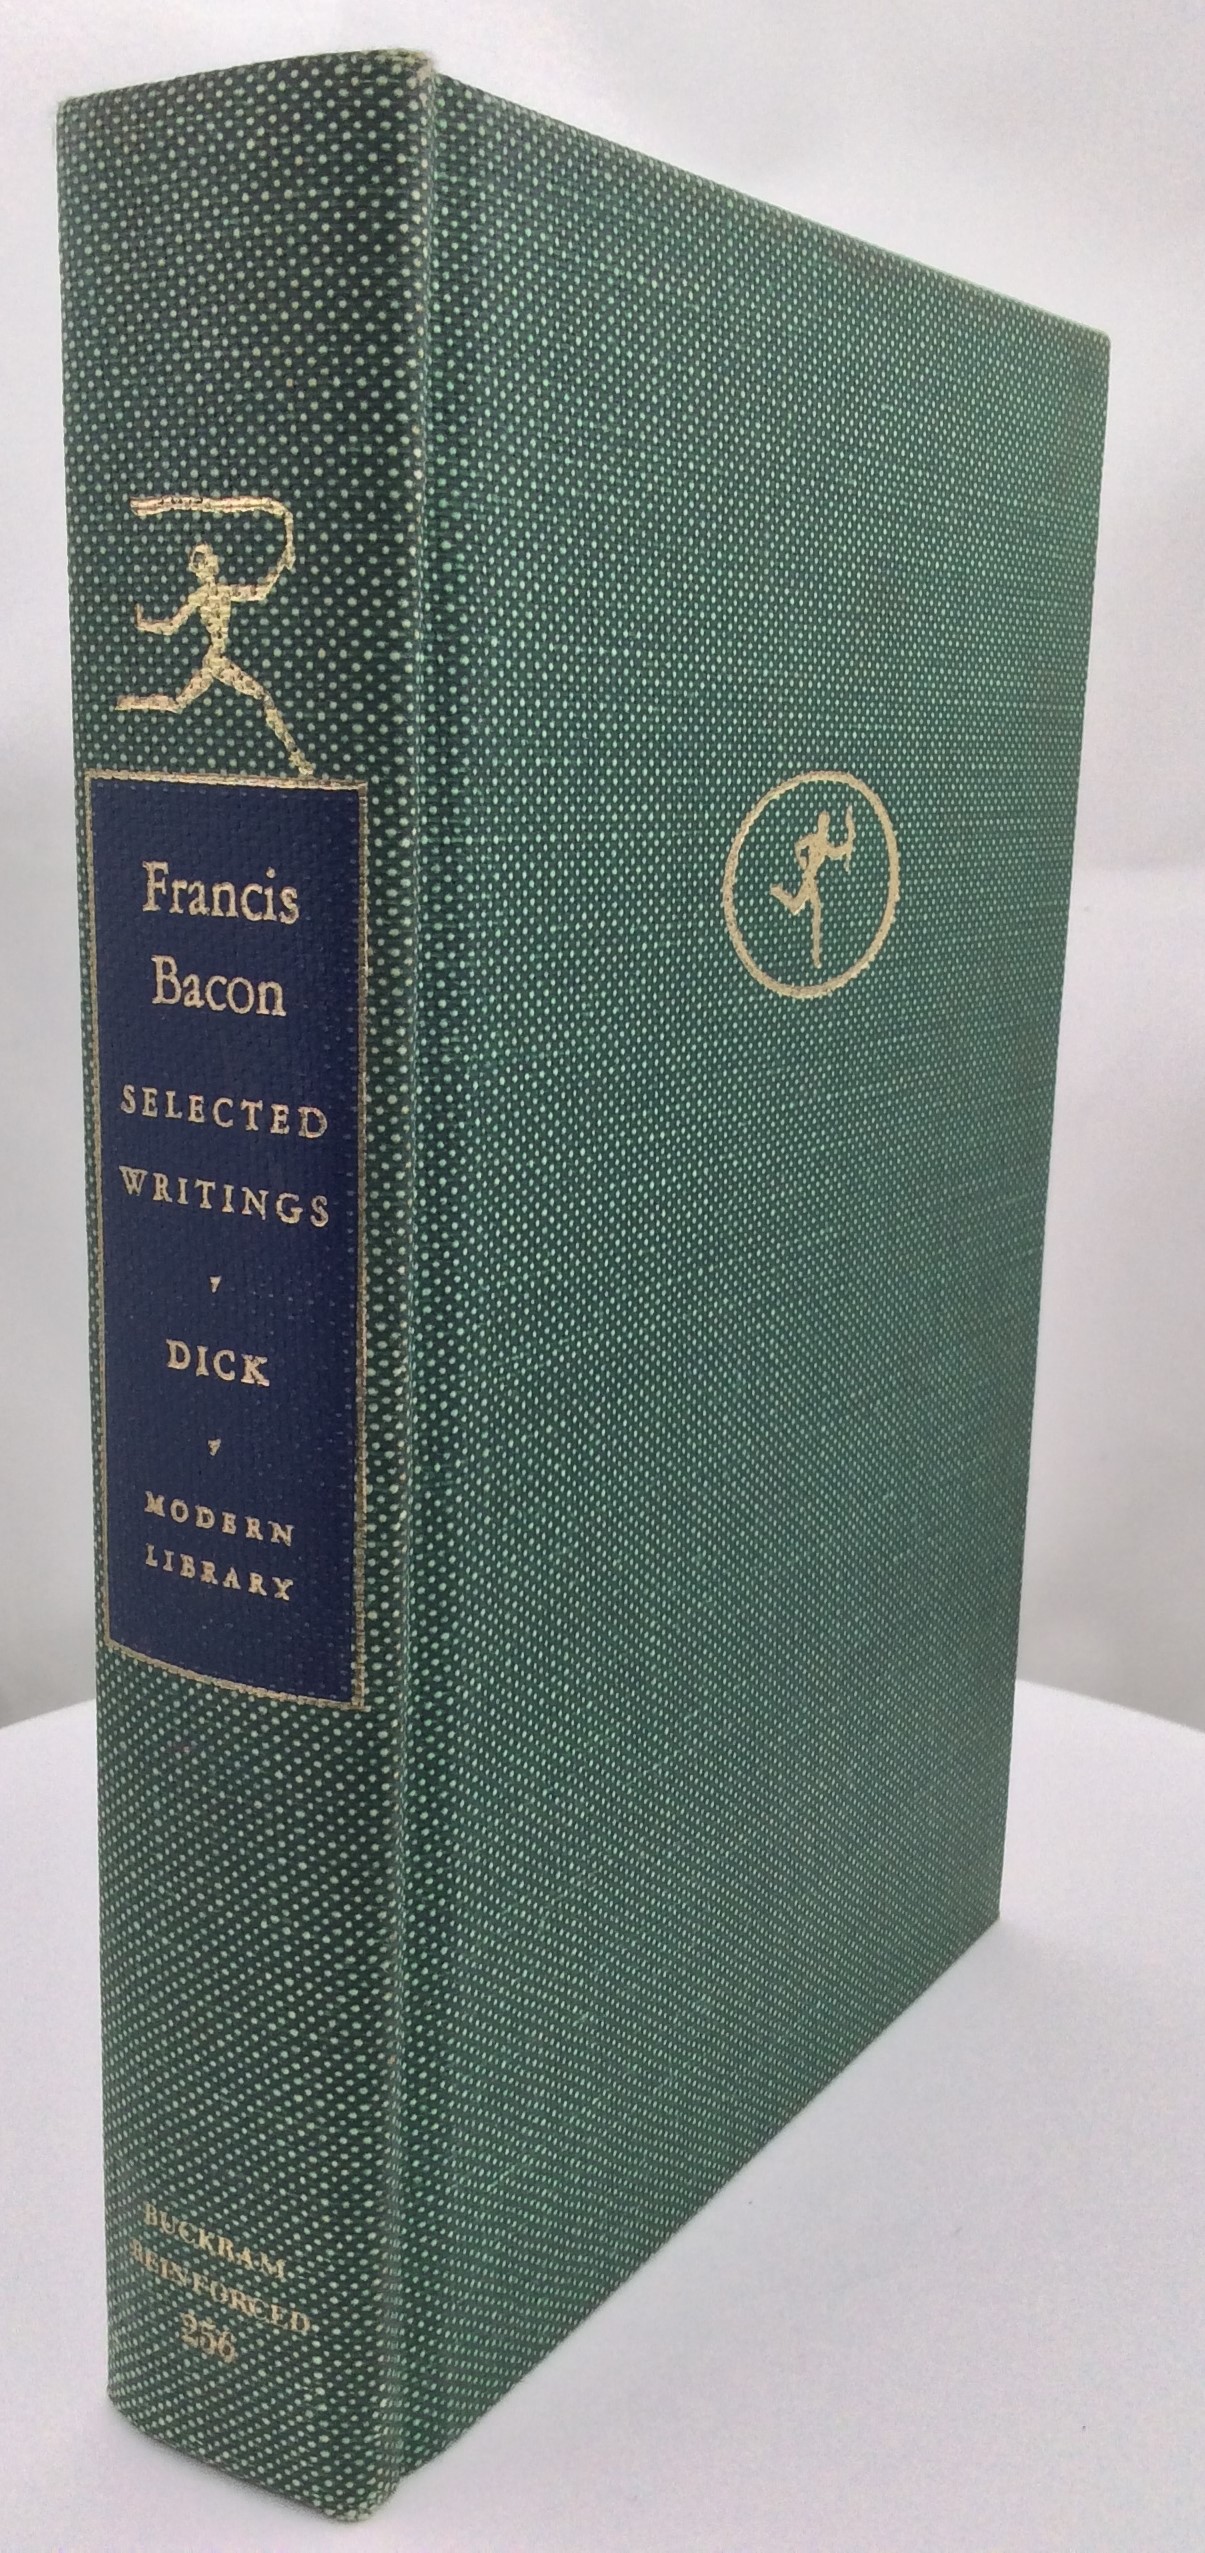 Francis
Bacon
SELECTED
WRITINGS
DICK
MODERN
LIBRARY
BUCKRAM
REINFORCED
256